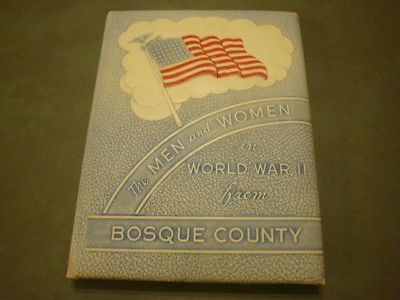 The MEN and WOMEN
in
WORLD WAR II
from
BOSQUE COUNTY